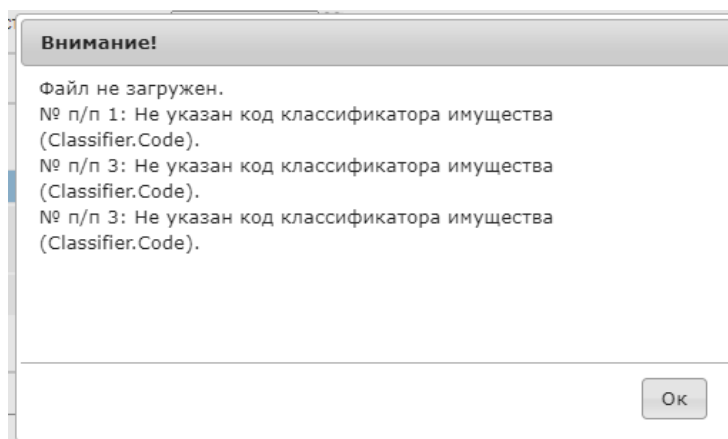 Внимание!
Файл не загружен.
№ п/п 1: Не указан код классификатора имущества
(Classifier.Code).
№ п/п 3: Не указан код классификатора имущества
(Classifier.Code).
№ п/п 3: Не указан код классификатора имущества
(Classifier.Code).
Ок